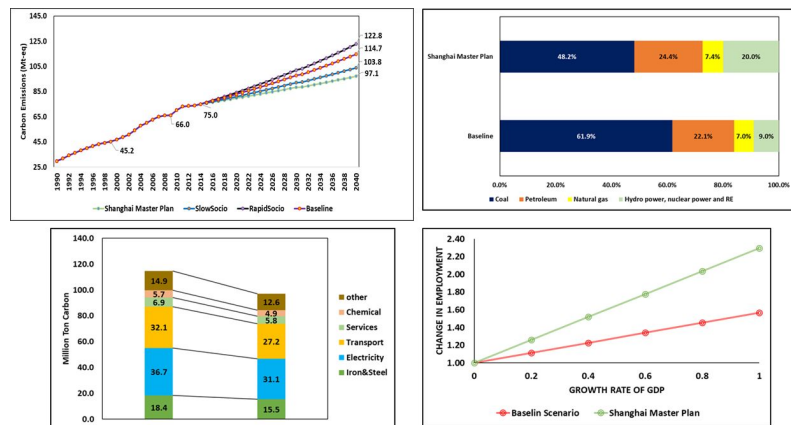 Carbon Emissions (Mt-eq)
145.0
125.0
105.0
85.0
65.0
45.0
25.0
122.8
114.7
103.8
97.1
75.0
66.0
45.2
1990 1992 1994 1996 1998 2000 2002 2004 2006 2008 2010 2012 2014 2016 2018 2020 2022 2024 2026 2028 2030 2032 2034 2036 2038 2040
Shanghai Master Plan SlowSocio RapidSocio Baseline
Shanghai Master Plan 48.2% 24.4% 7.4% 20.0%
Baseline 61.9% 22.1% 7.0% 9.0%
0.0% 20.0% 40.0% 60.0% 80.0% 100.0%
Coal Petroleum Natural gas Hydro power, nuclear power and RE
Million Ton Carbon
140.0
120.0
100.0
80.0
60.0
40.0
20.0
0.0
14.9
5.7
6.9
32.1
36.7
18.4
12.6
4.9
5.8
27.2
31.1
15.5
other
Chemical
Services
Transport
Electricity
Iron&Steel
CHANGE IN EMPLOYMENT
2.40
2.20
2.00
1.80
1.60
1.40
1.20
1.00
0 0.2 0.4 0.6 0.8 1
GROWTH RATE OF GDP
Baselin Scenario Shanghai Master Plan